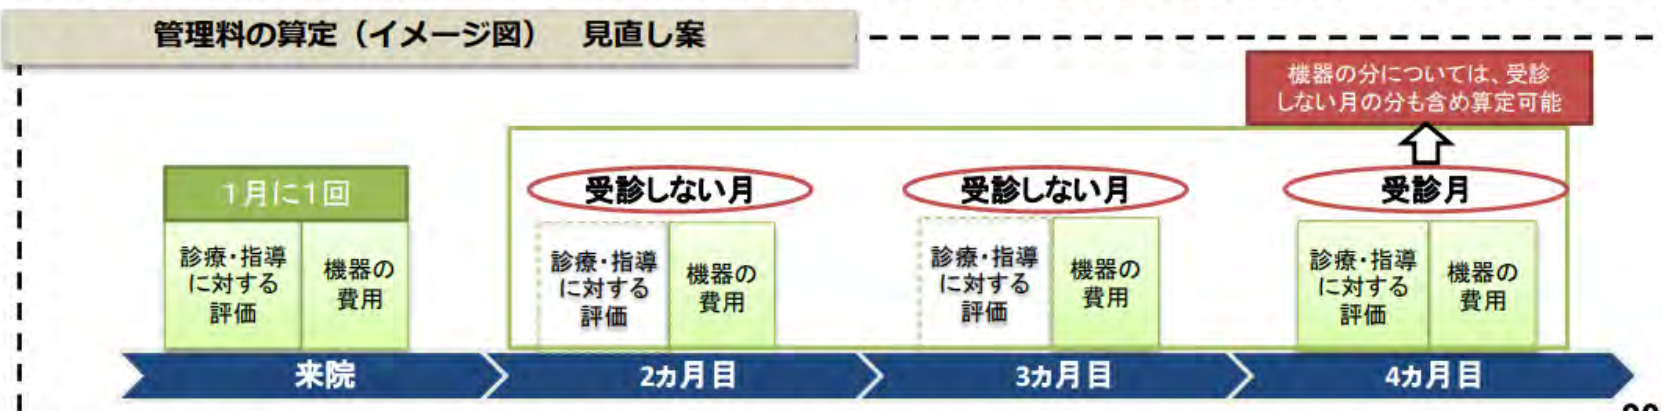 管理料の算定（イメージ図）　見直し案
機器の分については、受診
しない月の分も含め算定可能
1月に1回
受診しない月
受診しない月
受診月
診療・指導
に対する
評価
機器の
費用
診療・指導
に対する
評価
機器の
費用
診療・指導
に対する
評価
機器の
費用
診療・指導
に対する
評価
機器の
費用
来院
2カ月目
3カ月目
4カ月目